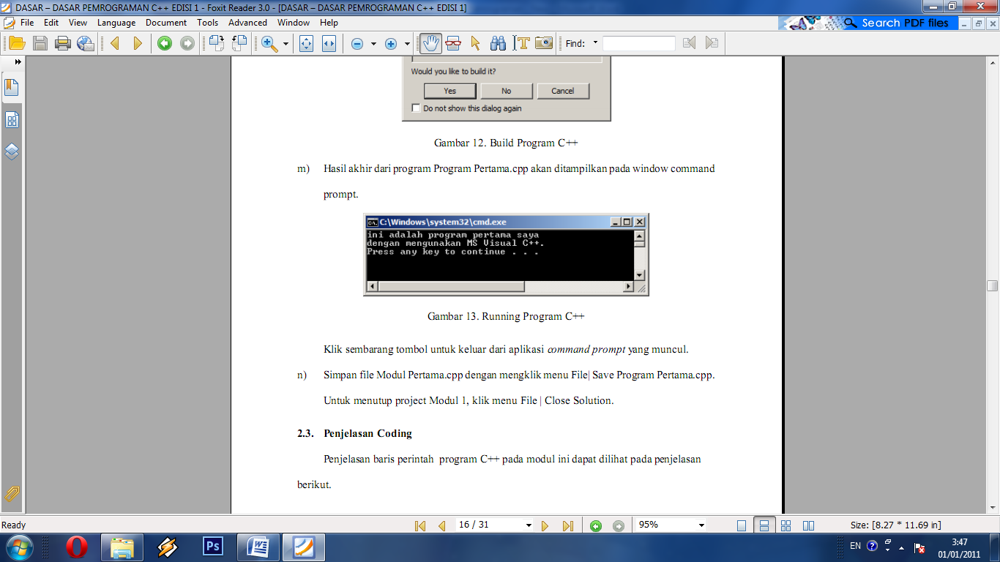 DASAR – DASAR PEMROGRAMAN C++ EDISI 1 - Foxit Reader 3.0 - [DASAR – DASAR PEMROGRAMAN C++ EDISI 1]
File Edit View Language Document Tools Advanced Window Help
Search PDF files
Find:
Would you like to build it?
Yes No Cancel
Do not show this dialog again
Gambar 12. Build Program C++
m) Hasil akhir dari program Program Pertama.cpp akan ditampilkan pada window command
prompt.
C:\Windows\system32\cmd.exe
ini adalah program pertama saya
dengan mengunakan MS Visual C++.
Press any key to continue . . .
Gambar 13. Running Program C++
Klik sembarang tombol untuk keluar dari aplikasi command prompt yang muncul.
n) Simpan file Modul Pertama.cpp dengan mengklik menu File| Save Program Pertama.cpp.
Untuk menutup project Modul 1, klik menu File | Close Solution.
2.3. Penjelasan Coding
Penjelasan baris perintah program C++ pada modul ini dapat dilihat pada penjelasan
berikut.
Ready
16 / 31
95%
Size: [8.27 * 11.69 in]
Ps
EN
3:47
01/01/2011